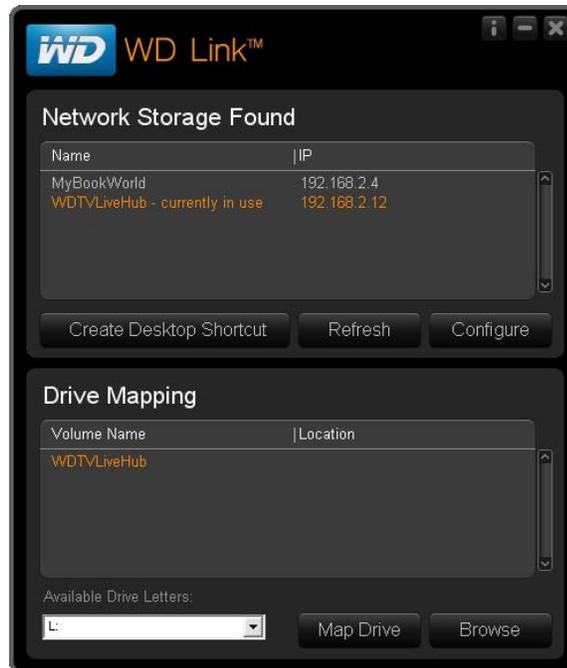 WD WD Link™
Network Storage Found
Name |IP
MyBookWorld 192.168.2.4
WDTVLiveHub - currently in use 192.168.2.12
Create Desktop Shortcut Refresh Configure
Drive Mapping
Volume Name |Location
WDTVLiveHub
Available Drive Letters:
L:
Map Drive Browse